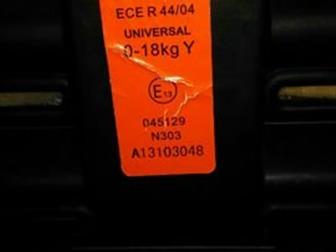 ECE R 44/04
UNIVERSAL
0-18kg Y
E13
045129
N303
A13103048